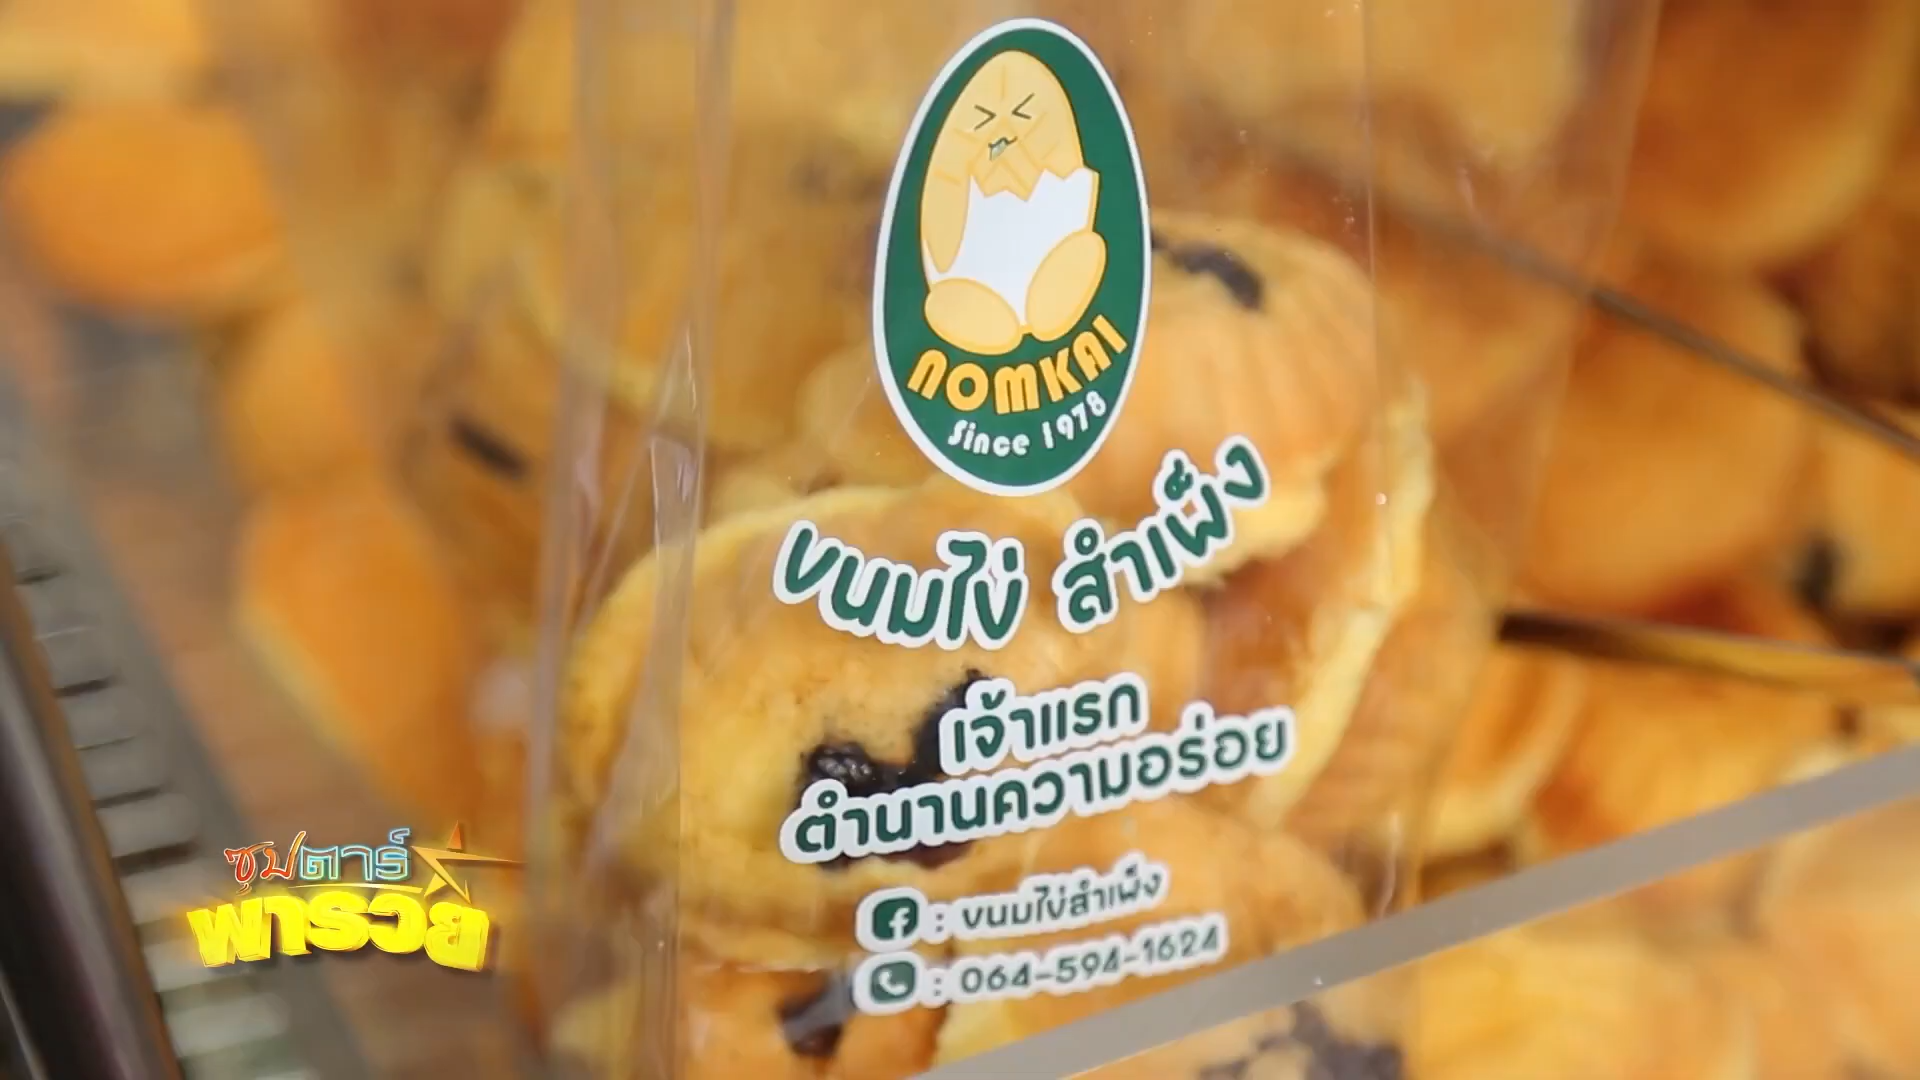 NOMKAI
Since 1978
ขนมไข่ สำเพ็ง
เจ้าแรก
ตำนานความอร่อย
: ขนมไข่สำเพ็ง
: 064-594-1624
ซุปตาร์
พารวย